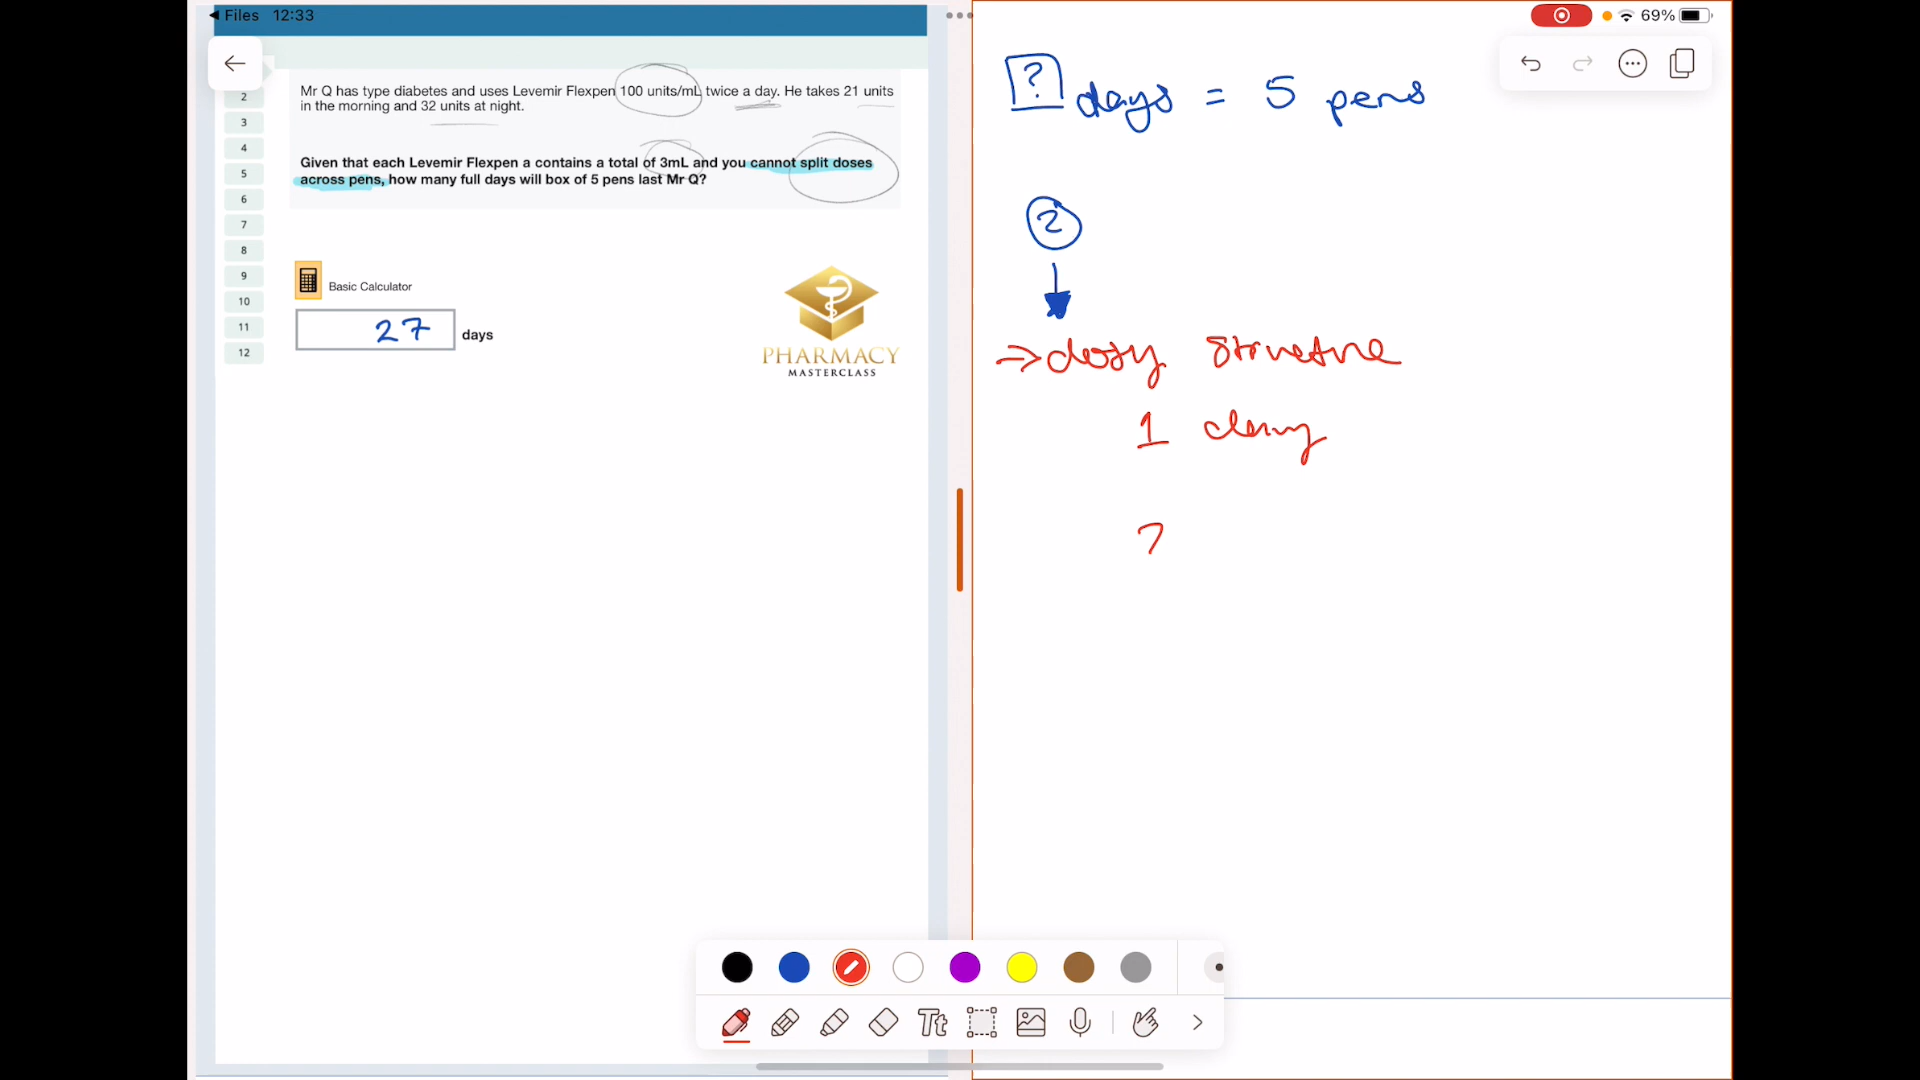 Files 12:33
69%
2
3
4
5
6
7
8
9
10
11
12
Mr Q has type diabetes and uses Levemir Flexpen 100 units/mL twice a day. He takes 21 units
in the morning and 32 units at night.
Given that each Levemir Flexpen a contains a total of 3mL and you cannot split doses
across pens, how many full days will box of 5 pens last Mr Q?
Basic Calculator
27 days
PHARMACY
MASTERCLASS
? days = 5 pens
2
→ dosy structure
1 day
Tt